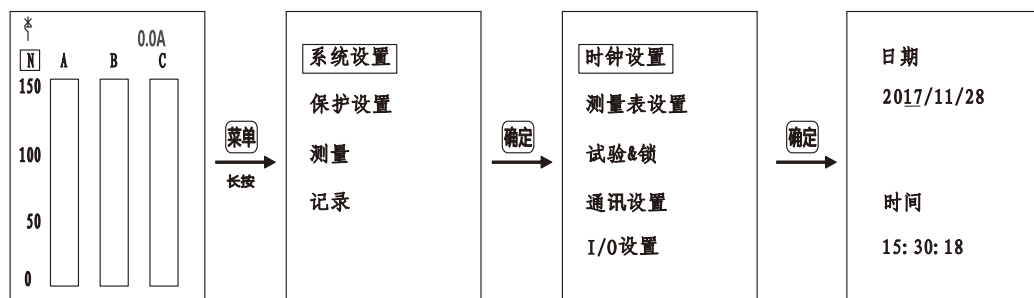 0.0A
N A B C
150
100
50
0
菜单
长按
系统设置
保护设置
测量
记录
确定
时钟设置
测量表设置
试验&锁
通讯设置
I/O设置
确定
日期
2017/11/28
时间
15:30:18